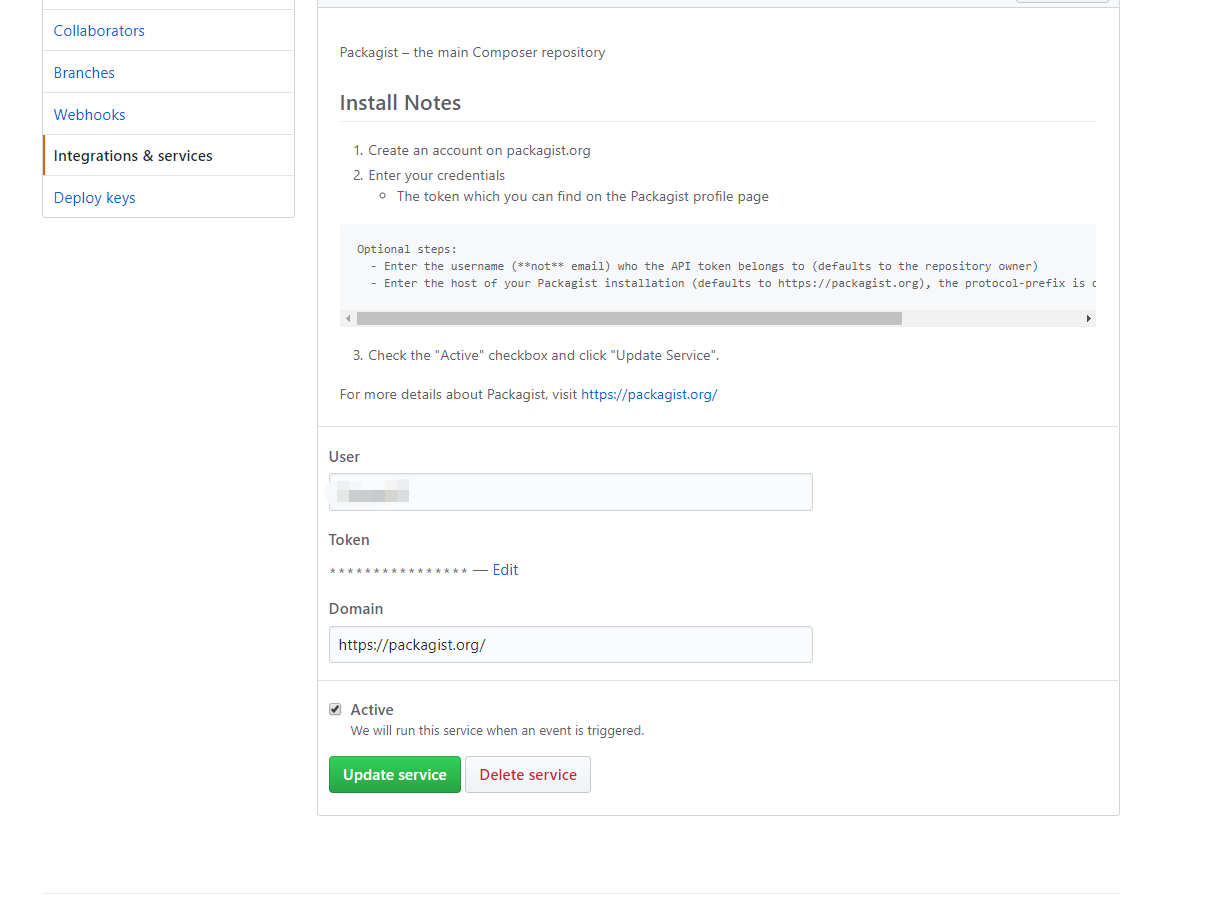 Collaborators
Branches
Webhooks
Integrations & services
Deploy keys
Packagist – the main Composer repository
Install Notes
1. Create an account on packagist.org
2. Enter your credentials
The token which you can find on the Packagist profile page
Optional steps:
- Enter the username (**not** email) who the API token belongs to (defaults to the repository owner)
- Enter the host of your Packagist installation (defaults to https://packagist.org), the protocol-prefix is
3. Check the "Active" checkbox and click "Update Service".
For more details about Packagist, visit https://packagist.org/
User
Token
**************** — Edit
Domain
https://packagist.org/
Active
We will run this service when an event is triggered.
Update service Delete service